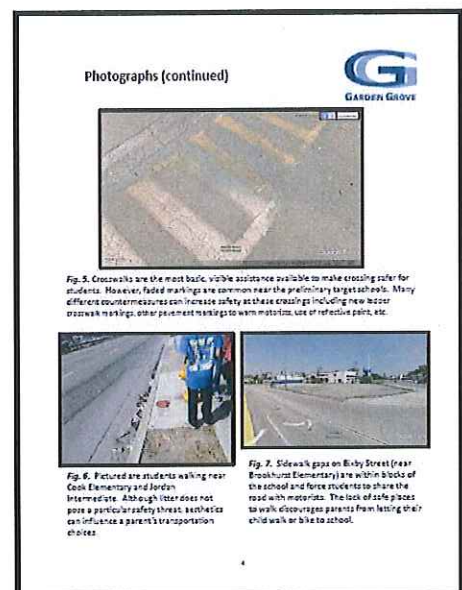 Photographs (continued)
GARDEN GROVE
Fig. 5. Crosswalks are the most basic, visible assistance available to make crossing safer for
students. However, faded markings are common near the preliminary target schools. Many
different countermeasures can increase safety at these crossings including new ladder
crosswalk markings, other pavement markings to warn motorists, use of reflective paint, etc.
Fig. 6. Pictured are students walking near
Cook Elementary and Jordan
Intermediate. Although litter does not
pose a particular safety threat, aesthetics
can influence a parent's transportation
choices.
Fig. 7. Sidewalk gaps on Bixby Street (near
Brookhurst Elementary) are within blocks of
the school and force students to share the
road with motorists. The lack of safe places
to walk discourages parents from letting their
child walk or bike to school.
4